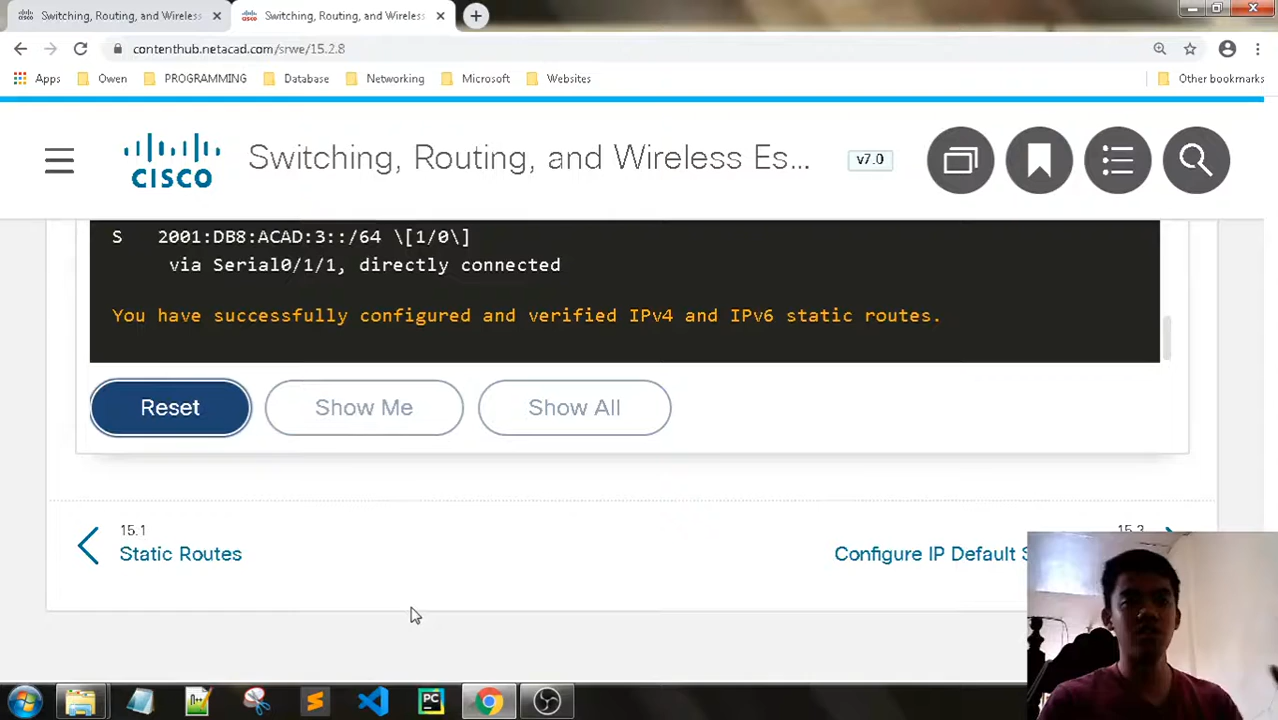 Switching, Routing, and Wireless
Switching, Routing, and Wireless
contenthub.netacad.com/srwe/15.2.8
Apps
Owen
PROGRAMMING
Database
Networking
Microsoft
Websites
Other bookmarks
CISCO
Switching, Routing, and Wireless Es...
v7.0
S 2001:DB8:ACAD:3::/64 \[1/0\]
via Serial0/1/1, directly connected
You have successfully configured and verified IPv4 and IPv6 static routes.
Reset
Show Me
Show All
15.1
Static Routes
Configure IP Default
PC